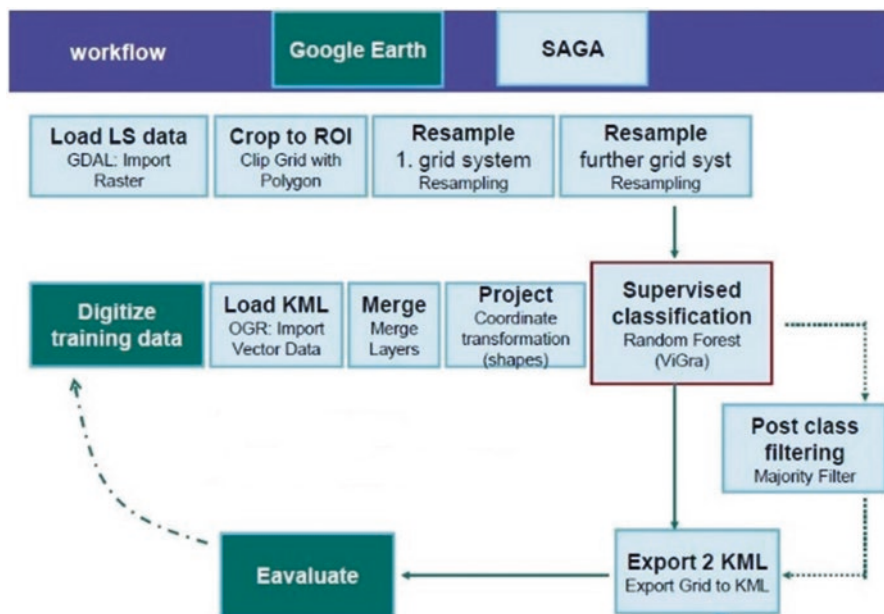 workflow
Google Earth
SAGA
Load LS data
GDAL: Import
Raster
Crop to ROI
Clip Grid with
Polygon
Resample
1. grid system
Resampling
Resample
further grid syst
Resampling
Digitize
training data
Load KML
OGR: Import
Vector Data
Merge
Merge
Layers
Project
Coordinate
transformation
(shapes)
Supervised
classification
Random Forest
(ViGra)
Post class
filtering
Majority Filter
Eavaluate
Export 2 KML
Export Grid to KML